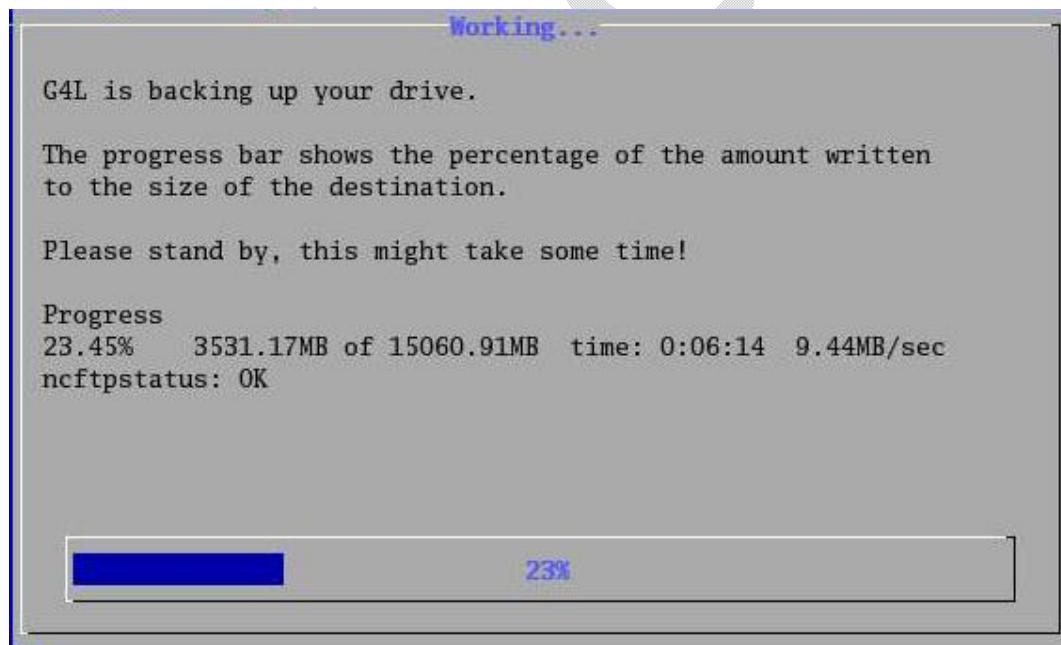 Working...
G4L is backing up your drive.
The progress bar shows the percentage of the amount written
to the size of the destination.
Please stand by, this might take some time!
Progress
23.45% 3531.17MB of 15060.91MB time: 0:06:14 9.44MB/sec
ncftpstatus: OK
23%